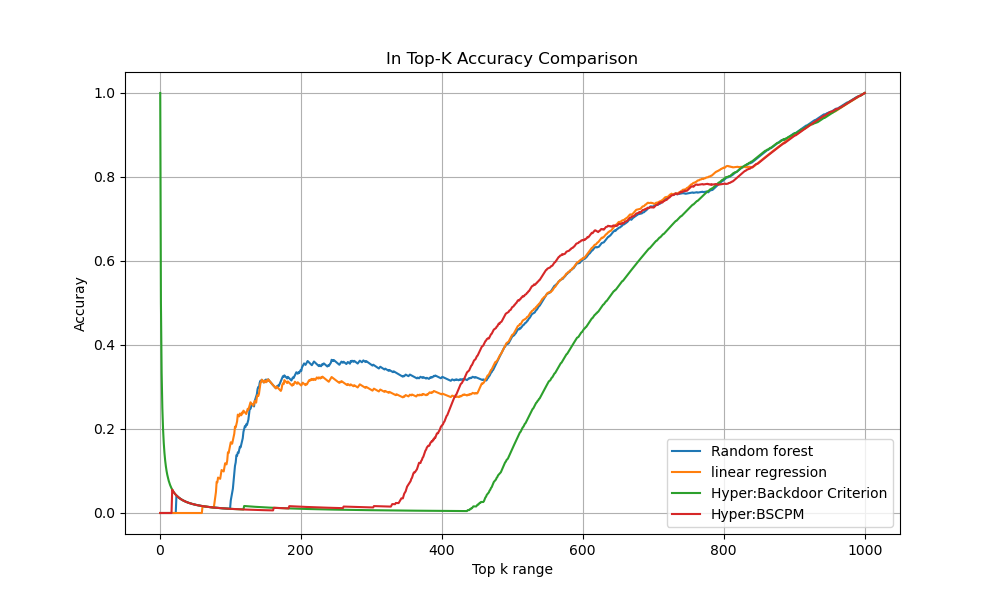 In Top-K Accuracy Comparison
1.0
0.8
0.6
0.4
0.2
0.0
Accuray
0
200
400
600
800
1000
Top k range
Random forest
linear regression
Hyper:Backdoor Criterion
Hyper:BSCPM